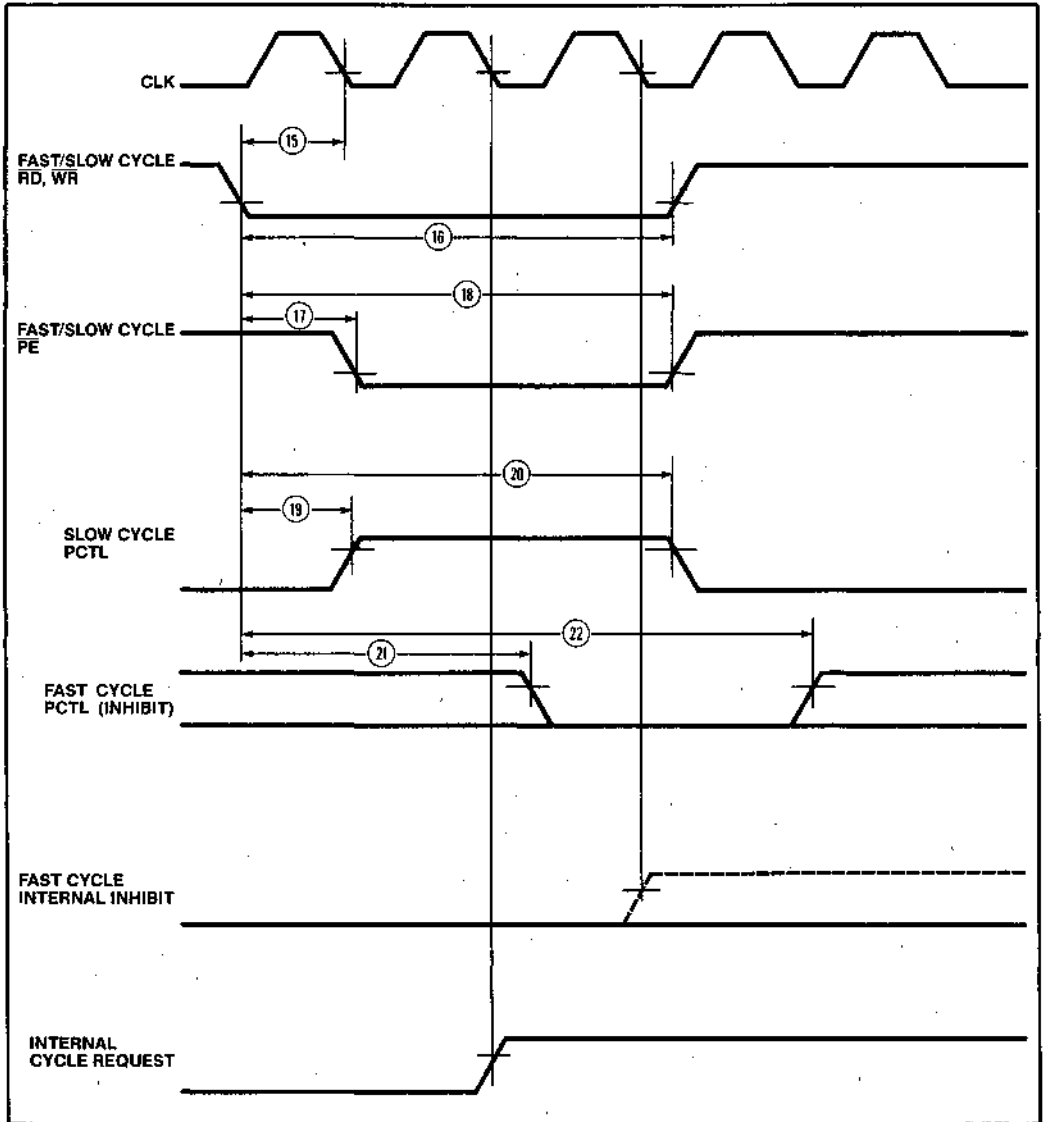 CLK
15
FAST/SLOW CYCLE
RD, WR
16
18
17
FAST/SLOW CYCLE
PE
20
19
SLOW CYCLE
PCTL
22
21
FAST CYCLE
PCTL (INHIBIT)
FAST CYCLE
INTERNAL INHIBIT
INTERNAL
CYCLE REQUEST